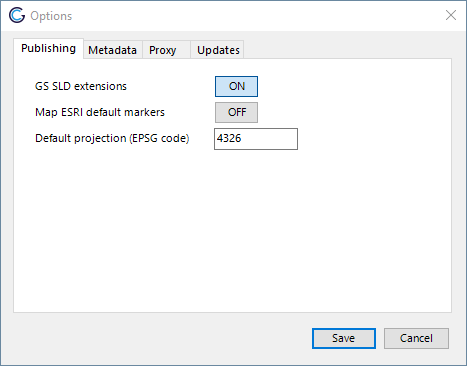 Options
Publishing Metadata Proxy Updates
GS SLD extensions ON
Map ESRI default markers OFF
Default projection (EPSG code) 4326
Save Cancel